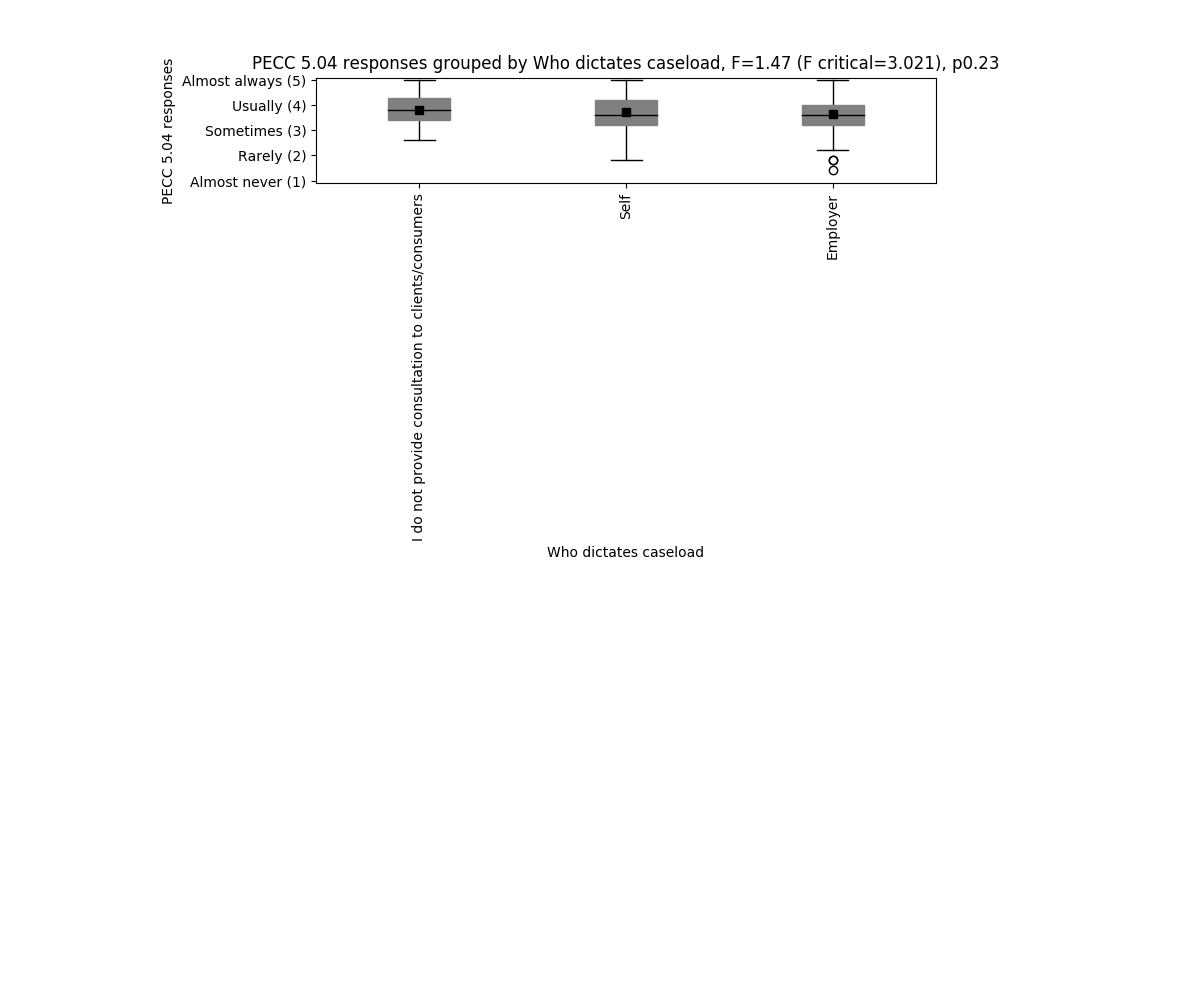 PECC 5.04 responses grouped by Who dictates caseload, F=1.47 (F critical=3.021), p0.23
PECC 5.04 responses
Almost always (5)
Usually (4)
Sometimes (3)
Rarely (2)
Almost never (1)
I do not provide consultation to clients/consumers
Self
Employer
Who dictates caseload